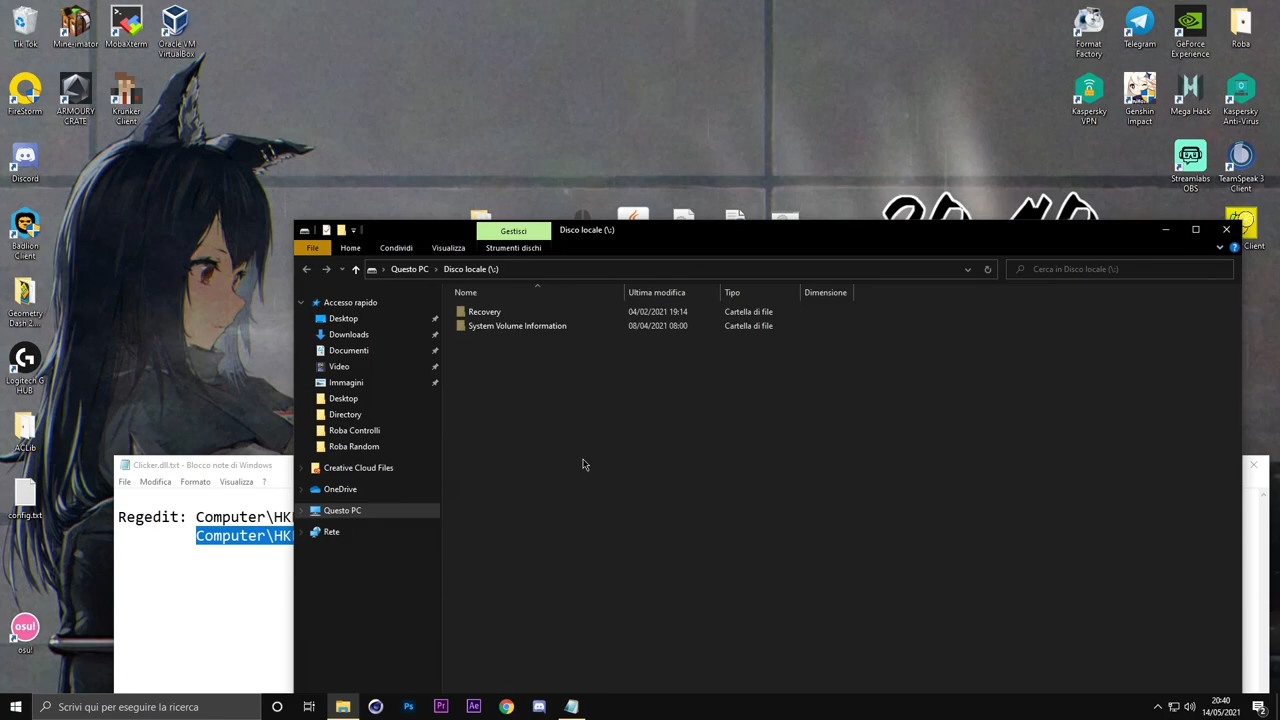 Tik Tok
Mine-imator
MobaXterm
Oracle VM
VirtualBox
Format
Factory
Telegram
GeForce
Experience
Roba
FireStorm
ARMOURY
CRATE
Krunker
Client
Kaspersky
VPN
Genshin
Impact
Mega Hack
Kaspersky
Anti-Virus
Discord
Streamlabs
OBS
TeamSpeak 3
Client
Badlion
Client
Client
Geometry
Dash 2....
Logitech G
HUB
ACLib
config.txt
osu!
osu!
Gestisci
Disco locale (\:)
File
Home
Condividi
Visualizza
Strumenti dischi
Questo PC
Disco locale (\:)
Cerca in Disco locale (\:)
Nome
Ultima modifica
Tipo
Dimensione
Recovery
04/02/2021 19:14
Cartella di file
System Volume Information
08/04/2021 08:00
Cartella di file
Accesso rapido
Desktop
Downloads
Documenti
Video
Immagini
Desktop
Directory
Roba Controlli
Roba Random
Creative Cloud Files
OneDrive
Questo PC
Rete
Clicker.dll.txt - Blocco note di Windows
File
Modifica
Formato
Visualizza
?
Regedit: Computer\HK
Computer\HK
Scrivi qui per eseguire la ricerca
Ps
Pr
Ae
20:40
14/05/2021
2